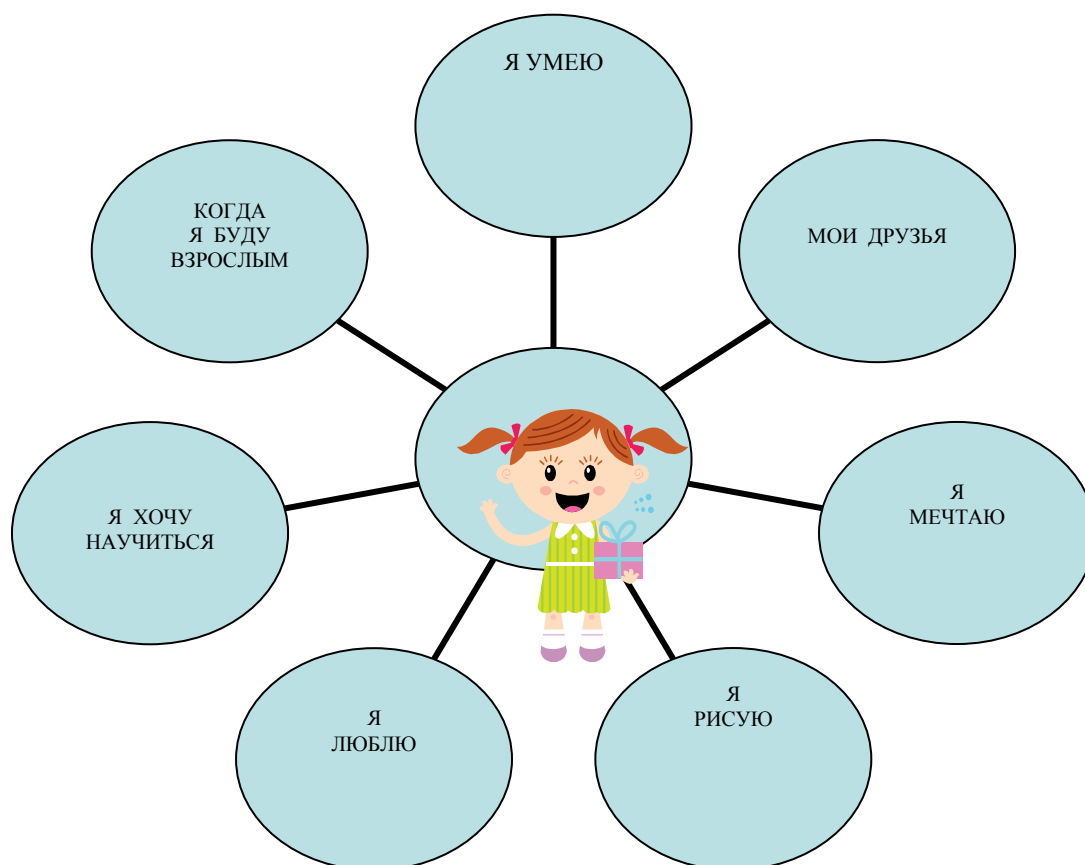 Я УМЕЮ
КОГДА
Я БУДУ
ВЗРОСЛЫМ
МОИ ДРУЗЬЯ
Я ХОЧУ
НАУЧИТЬСЯ
Я
МЕЧТАЮ
Я
ЛЮБЛЮ
Я
РИСУЮ